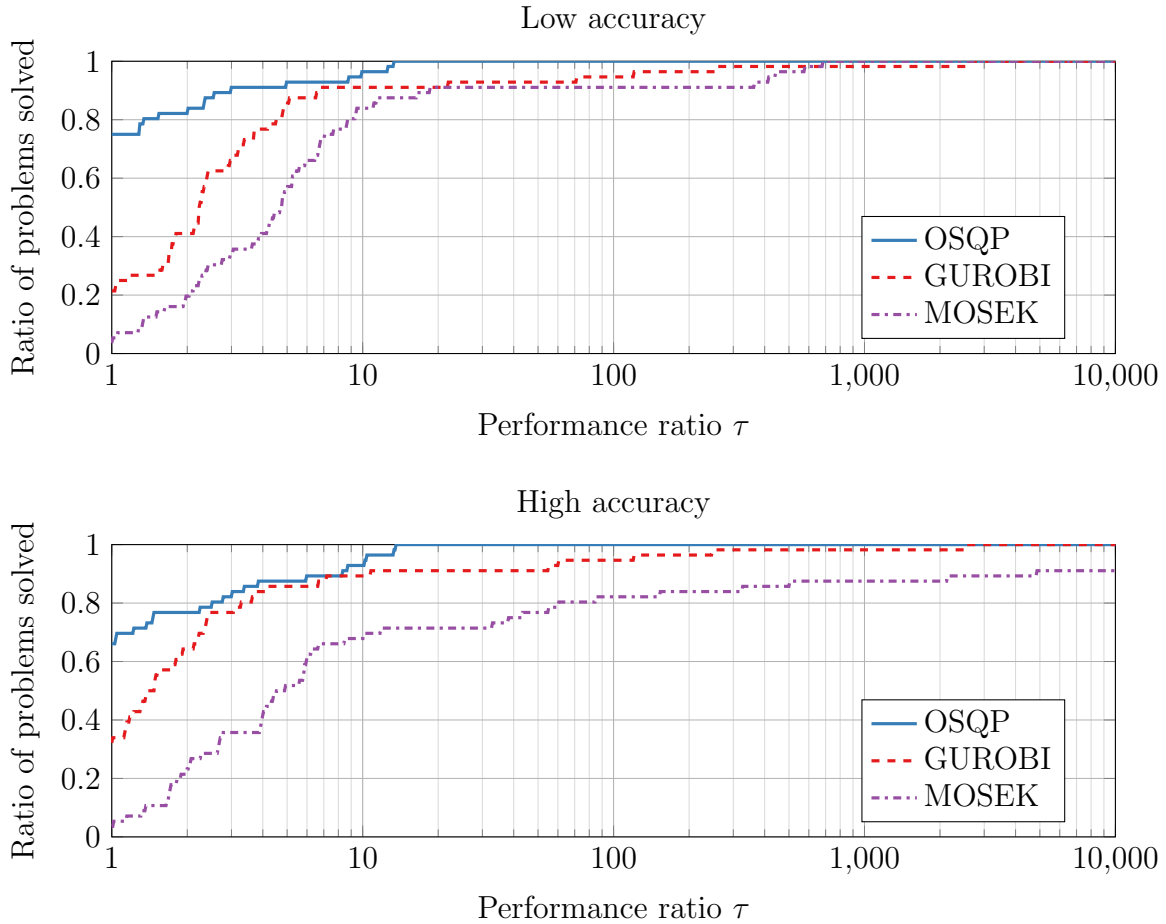 Low accuracy
Ratio of problems solved
1
0.8
0.6
0.4
0.2
0
OSQP
GUROBI
MOSEK
1 10 100 1,000 10,000
Performance ratio τ
High accuracy
Ratio of problems solved
1
0.8
0.6
0.4
0.2
0
OSQP
GUROBI
MOSEK
1 10 100 1,000 10,000
Performance ratio τ